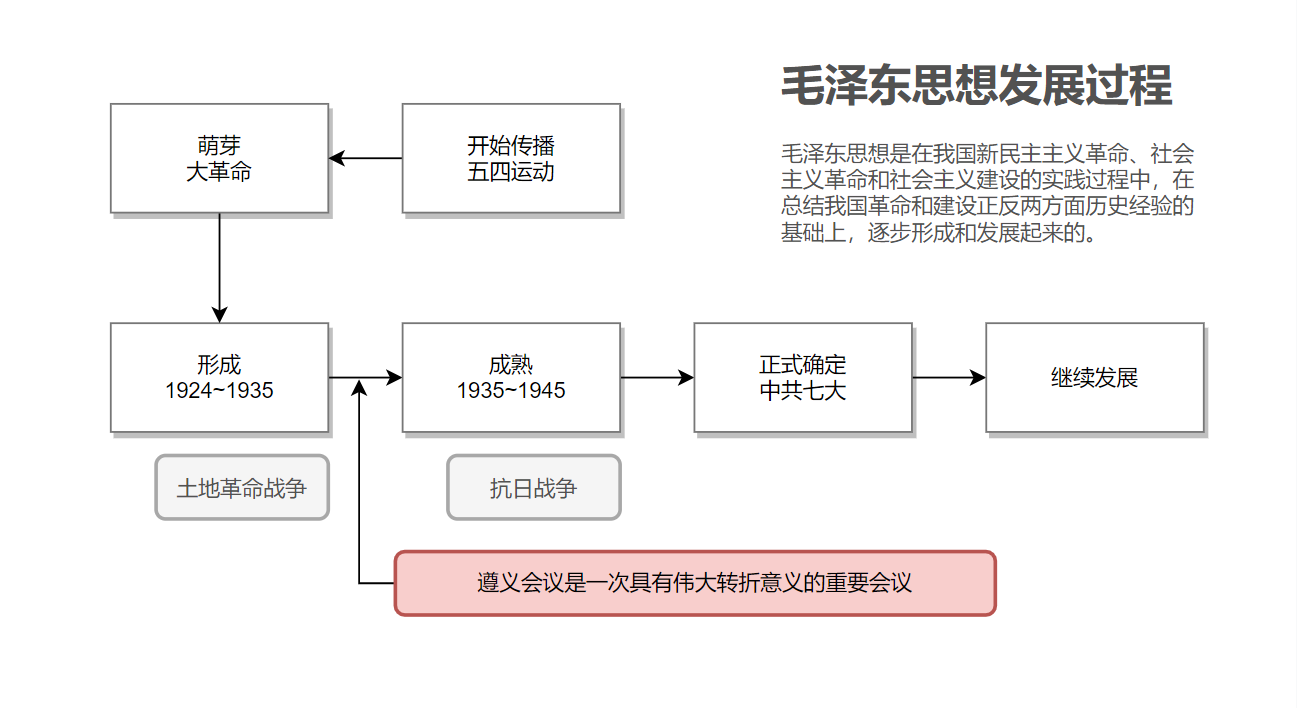 毛泽东思想发展过程
毛泽东思想是在我国新民主主义革命、社会
主义革命和社会主义建设的实践过程中，在
总结我国革命和建设正反两方面历史经验的
基础上，逐步形成和发展起来的。
开始传播
五四运动
萌芽
大革命
形成
1924~1935
成熟
1935~1945
正式确定
中共七大
继续发展
土地革命战争
抗日战争
遵义会议是一次具有伟大转折意义的重要会议